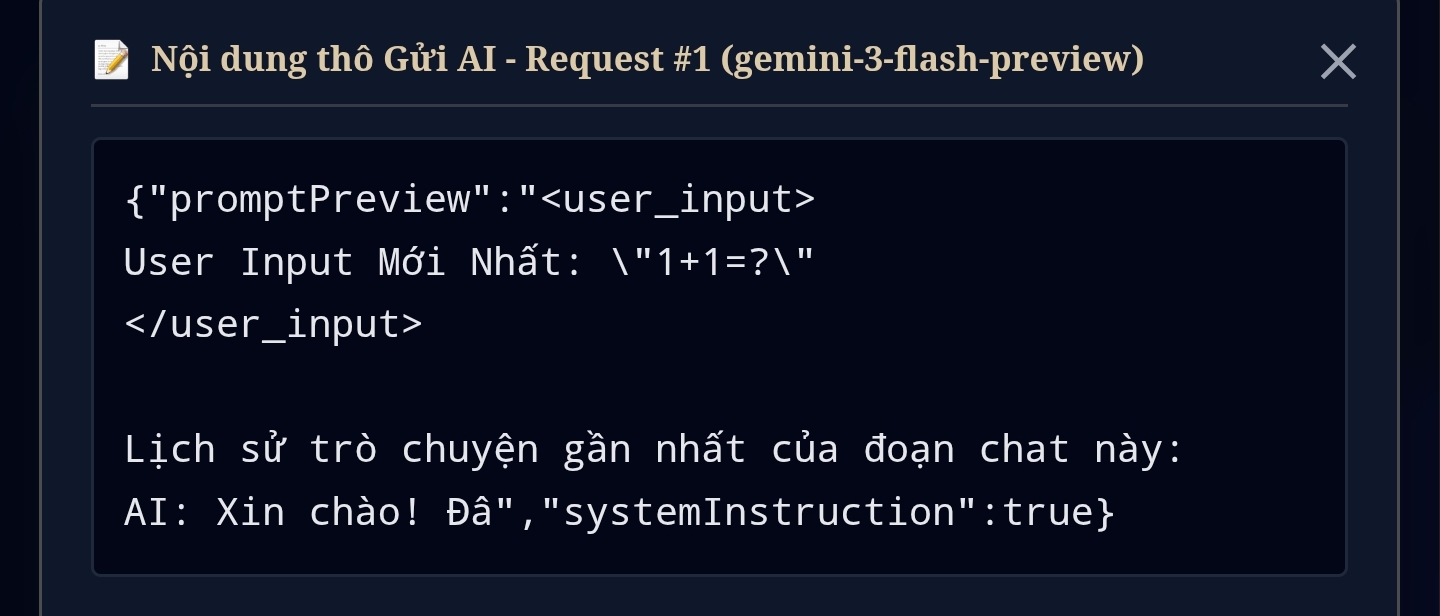 Nội dung thô Gửi AI - Request #1 (gemini-3-flash-preview)
{"promptPreview":"<user_input>
User Input Mới Nhất: \"1+1=?\"
</user_input>
Lịch sử trò chuyện gần nhất của đoạn chat này:
AI: Xin chào! Đâ","systemInstruction":true}